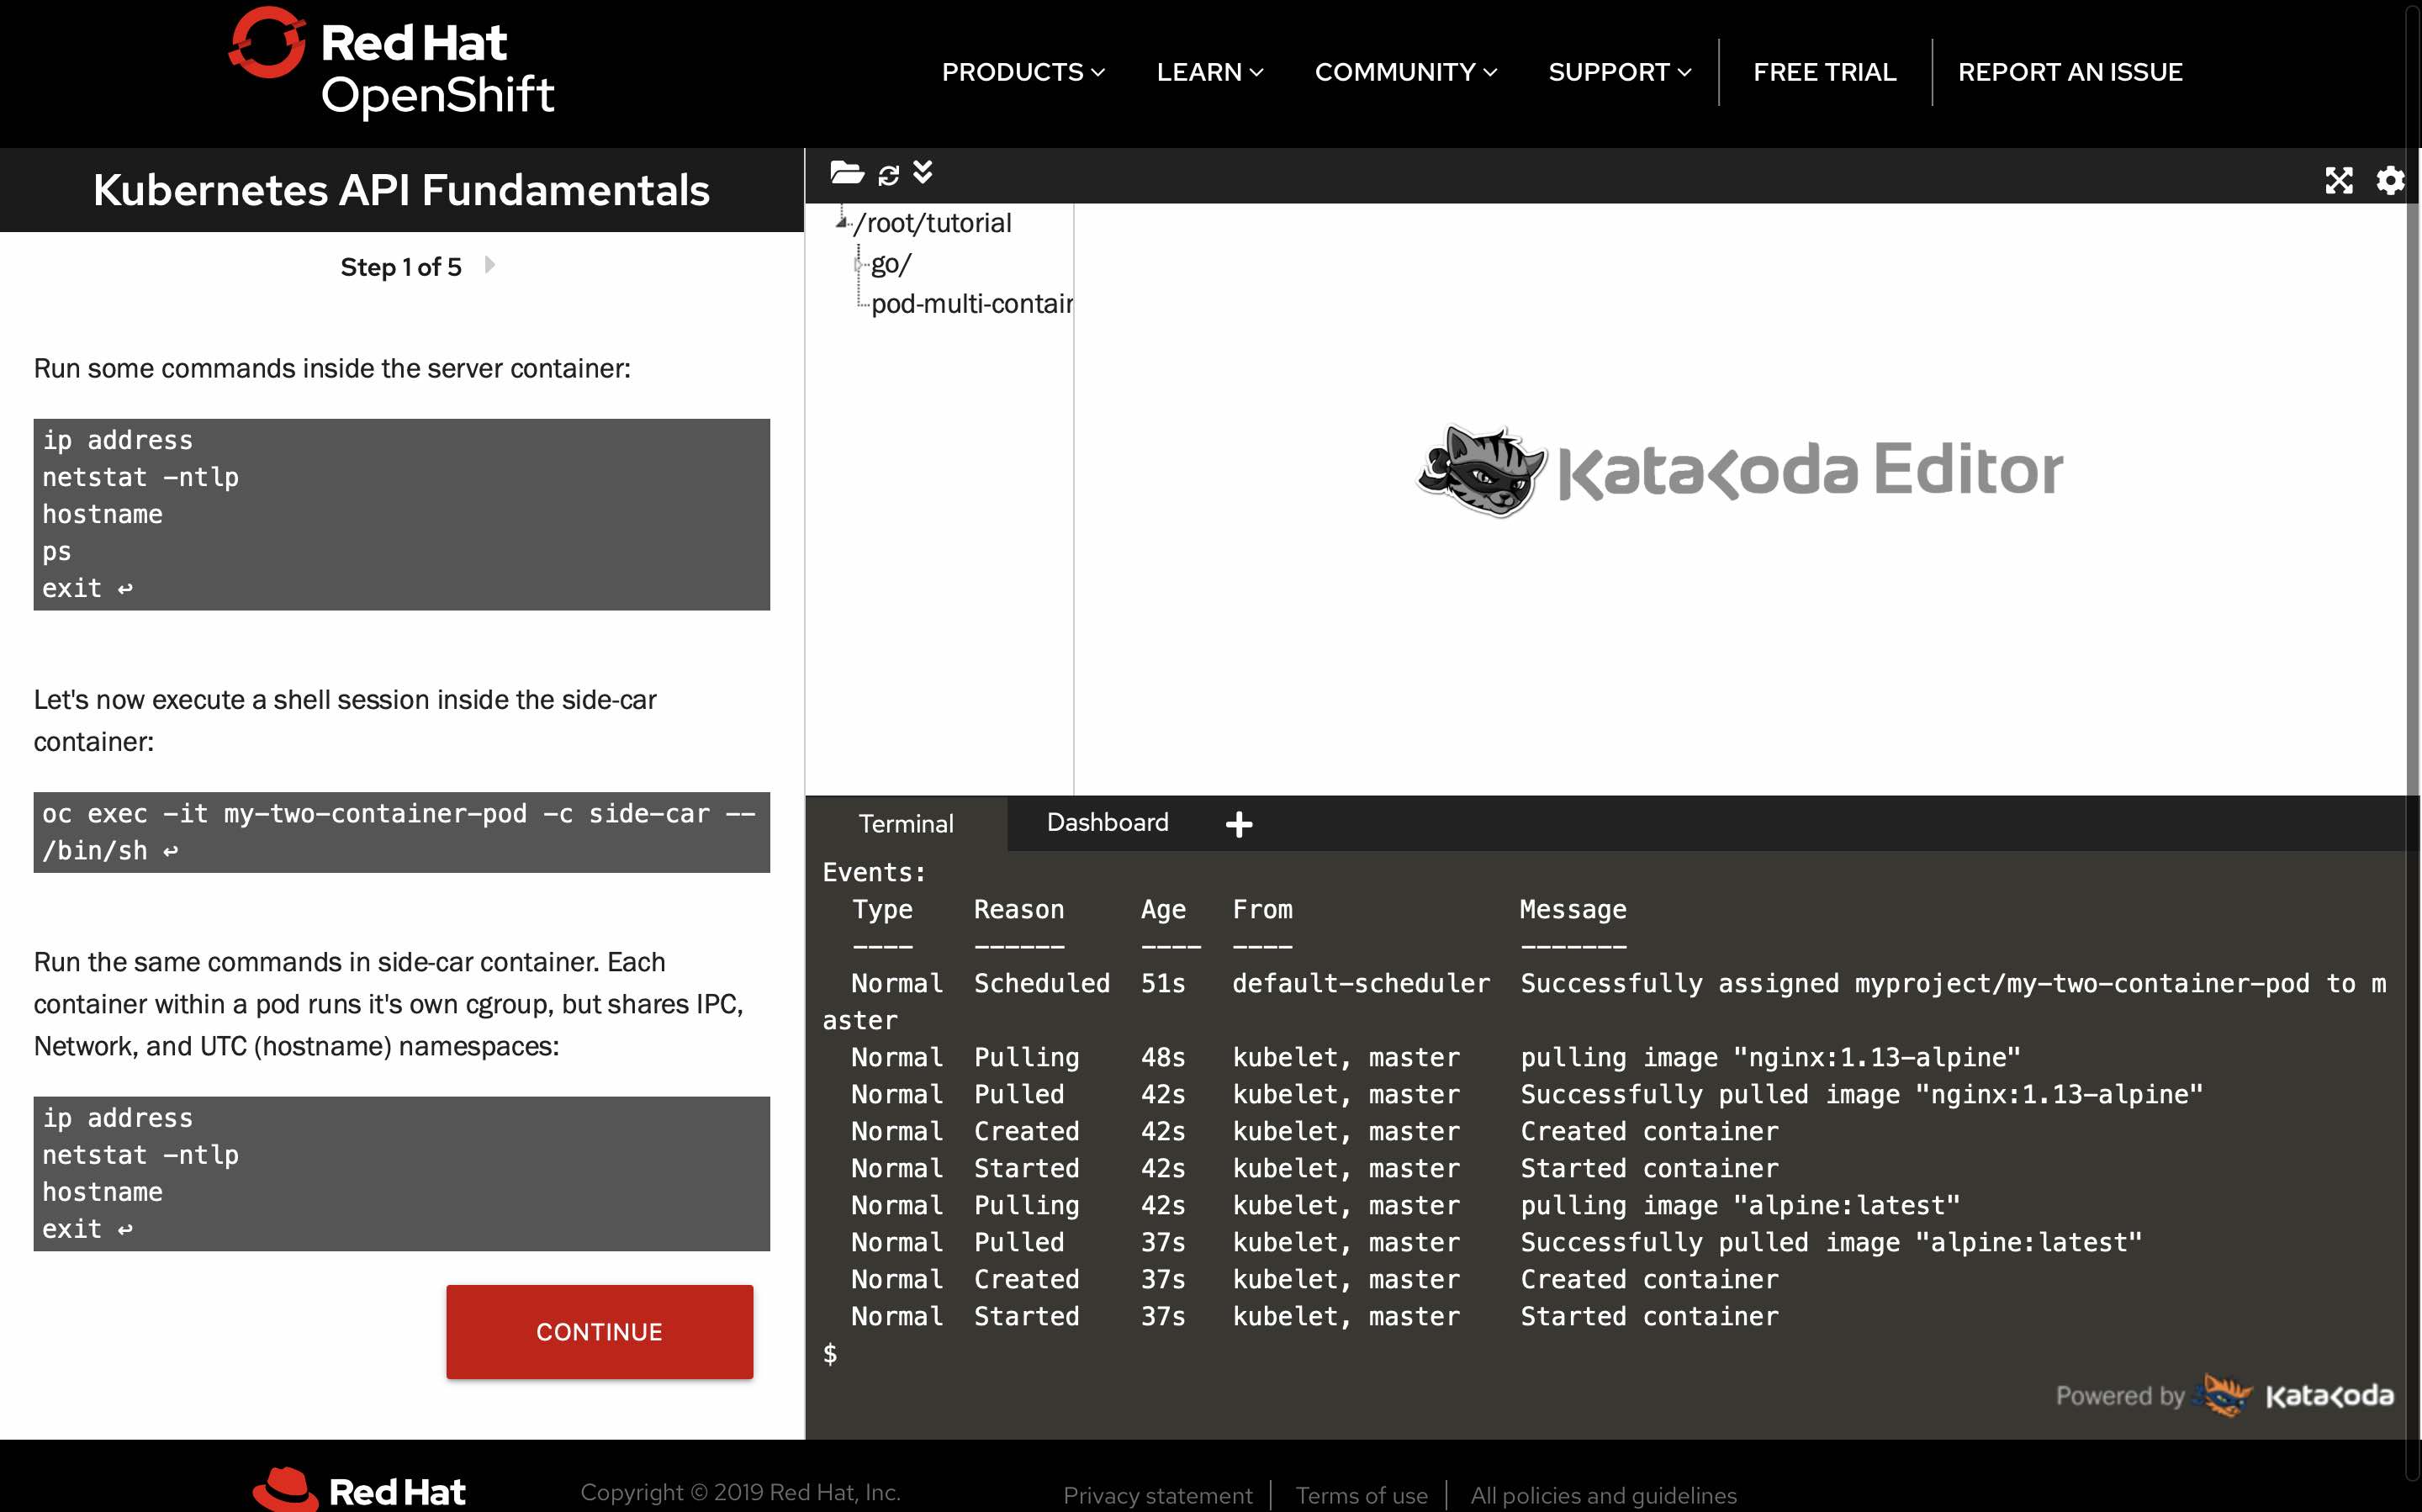 Red Hat
OpenShift
PRODUCTS LEARN COMMUNITY SUPPORT FREE TRIAL REPORT AN ISSUE
Kubernetes API Fundamentals
Step 1 of 5
Run some commands inside the server container:
ip address
netstat -ntlp
hostname
ps
exit ↩
Let's now execute a shell session inside the side-car
container:
oc exec -it my-two-container-pod -c side-car --
/bin/sh ↩
Run the same commands in side-car container. Each
container within a pod runs it's own cgroup, but shares IPC,
Network, and UTC (hostname) namespaces:
ip address
netstat -ntlp
hostname
exit ↩
CONTINUE
/root/tutorial
go/
pod-multi-contair
Katakoda Editor
Terminal Dashboard
Events:
Type Reason Age From Message
---- ------ ---- ---- -------
Normal Scheduled 51s default-scheduler Successfully assigned myproject/my-two-container-pod to m
aster
Normal Pulling 48s kubelet, master pulling image "nginx:1.13-alpine"
Normal Pulled 42s kubelet, master Successfully pulled image "nginx:1.13-alpine"
Normal Created 42s kubelet, master Created container
Normal Started 42s kubelet, master Started container
Normal Pulling 42s kubelet, master pulling image "alpine:latest"
Normal Pulled 37s kubelet, master Successfully pulled image "alpine:latest"
Normal Created 37s kubelet, master Created container
Normal Started 37s kubelet, master Started container
$
Powered by Katakoda
Red Hat
Copyright © 2019 Red Hat, Inc.
Privacy statement Terms of use All policies and guidelines